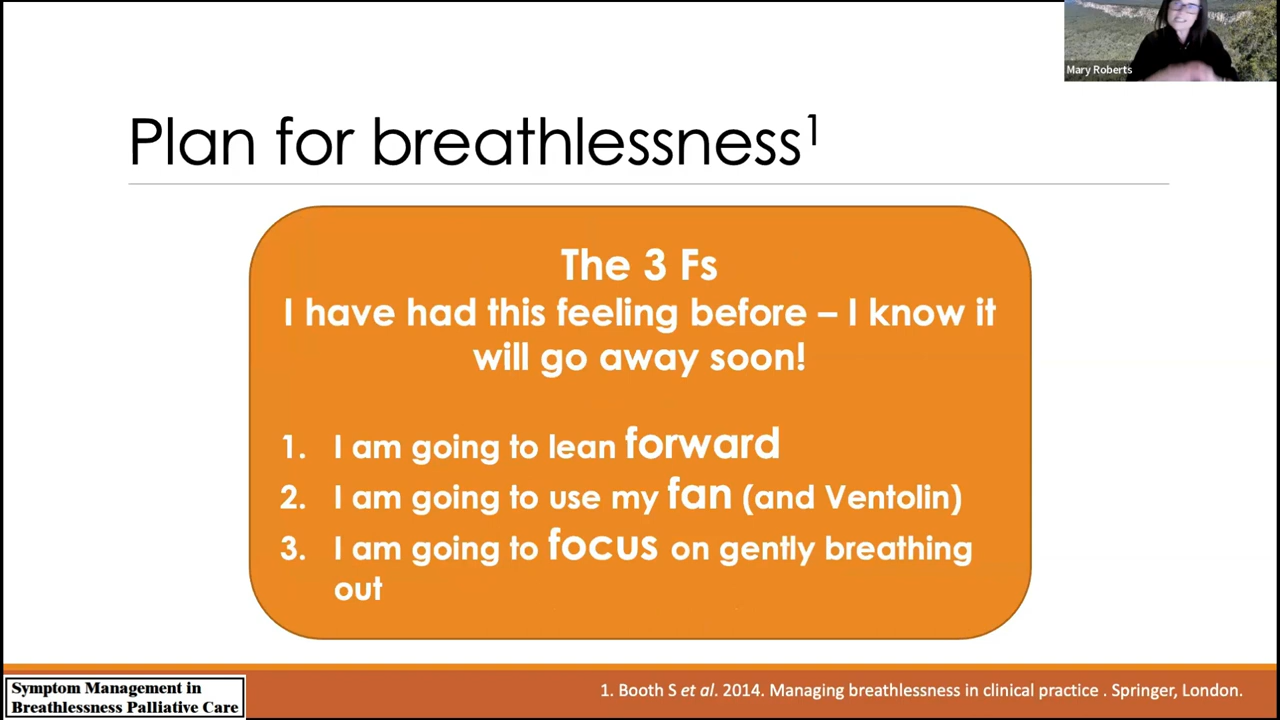 Mary Roberts
Plan for breathlessness1
The 3 Fs
I have had this feeling before – I know it
will go away soon!
1. I am going to lean forward
2. I am going to use my fan (and Ventolin)
3. I am going to focus on gently breathing
out
Symptom Management in
Breathlessness Palliative Care
1. Booth S et al. 2014. Managing breathlessness in clinical practice . Springer, London.